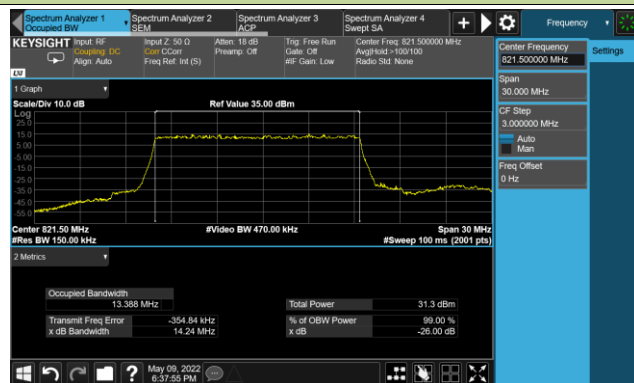 Spectrum Analyzer 1
Occupied BW
Spectrum Analyzer 2
SEM
Spectrum Analyzer 3
ACP
Spectrum Analyzer 4
Swept SA
Frequency
KEYSIGHT
Input: RF
Coupling: DC
Align: Auto
Input Z: 50 Ω
Corr CCorr
Freq Ref: Int (S)
Atten: 18 dB
Preamp: Off
Trig: Free Run
Gate: Off
#IF Gain: Low
Center Freq: 821.500000 MHz
Avg|Hold:>100/100
Radio Std: None
LXI
Center Frequency
821.500000 MHz
Settings
Span
30.000 MHz
CF Step
3.000000 MHz
Auto
Man
Freq Offset
0 Hz
1 Graph
Scale/Div 10.0 dB
Ref Value 35.00 dBm
Log
25.0
15.0
5.00
-5.00
-15.0
-25.0
-35.0
-45.0
-55.0
Center 821.50 MHz
#Video BW 470.00 kHz
Span 30 MHz
#Res BW 150.00 kHz
#Sweep 100 ms (2001 pts)
2 Metrics
Occupied Bandwidth
13.388 MHz
Total Power
31.3 dBm
Transmit Freq Error
-354.84 kHz
% of OBW Power
99.00 %
x dB Bandwidth
14.24 MHz
x dB
-26.00 dB
May 09, 2022
6:37:55 PM